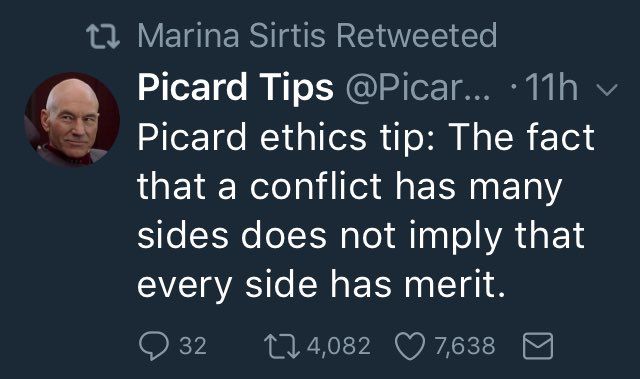 Marina Sirtis Retweeted
Picard Tips @Picar... · 11h
Picard ethics tip: The fact
that a conflict has many
sides does not imply that
every side has merit.
32 4,082 7,638